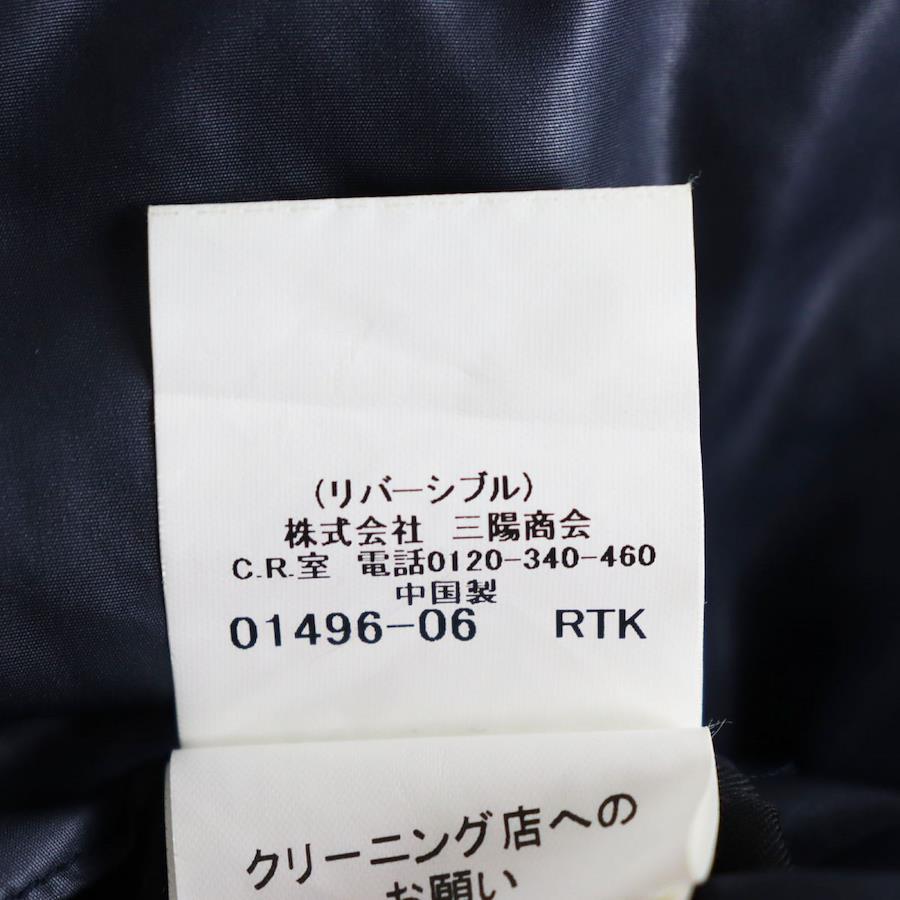 （リバーシブル）
株式会社 三陽商会
C.R.室 電話0120-340-460
中国製
01496-06 RTK
クリーニング店への
お願い